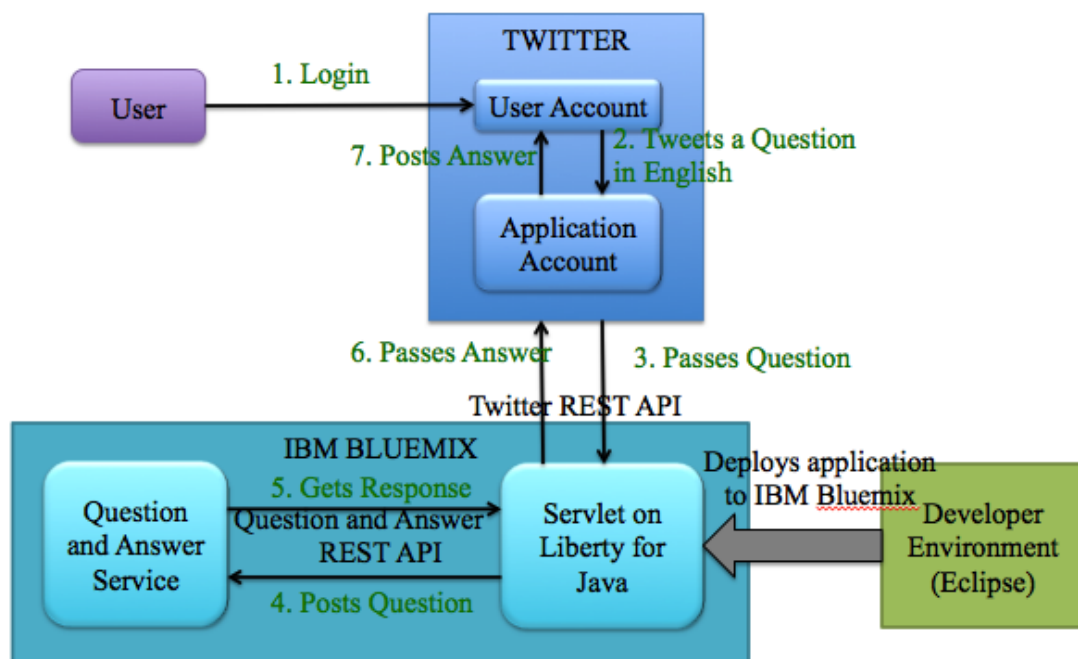 TWITTER
1. Login
User
User Account
7. Posts Answer
2. Tweets a Question
in English
Application
Account
6. Passes Answer
3. Passes Question
Twitter REST API
IBM BLUEMIX
Deploys application
to IBM Bluemix
5. Gets Response
Question and Answer
REST API
4. Posts Question
Question
and Answer
Service
Servlet on
Liberty for
Java
Developer
Environment
(Eclipse)